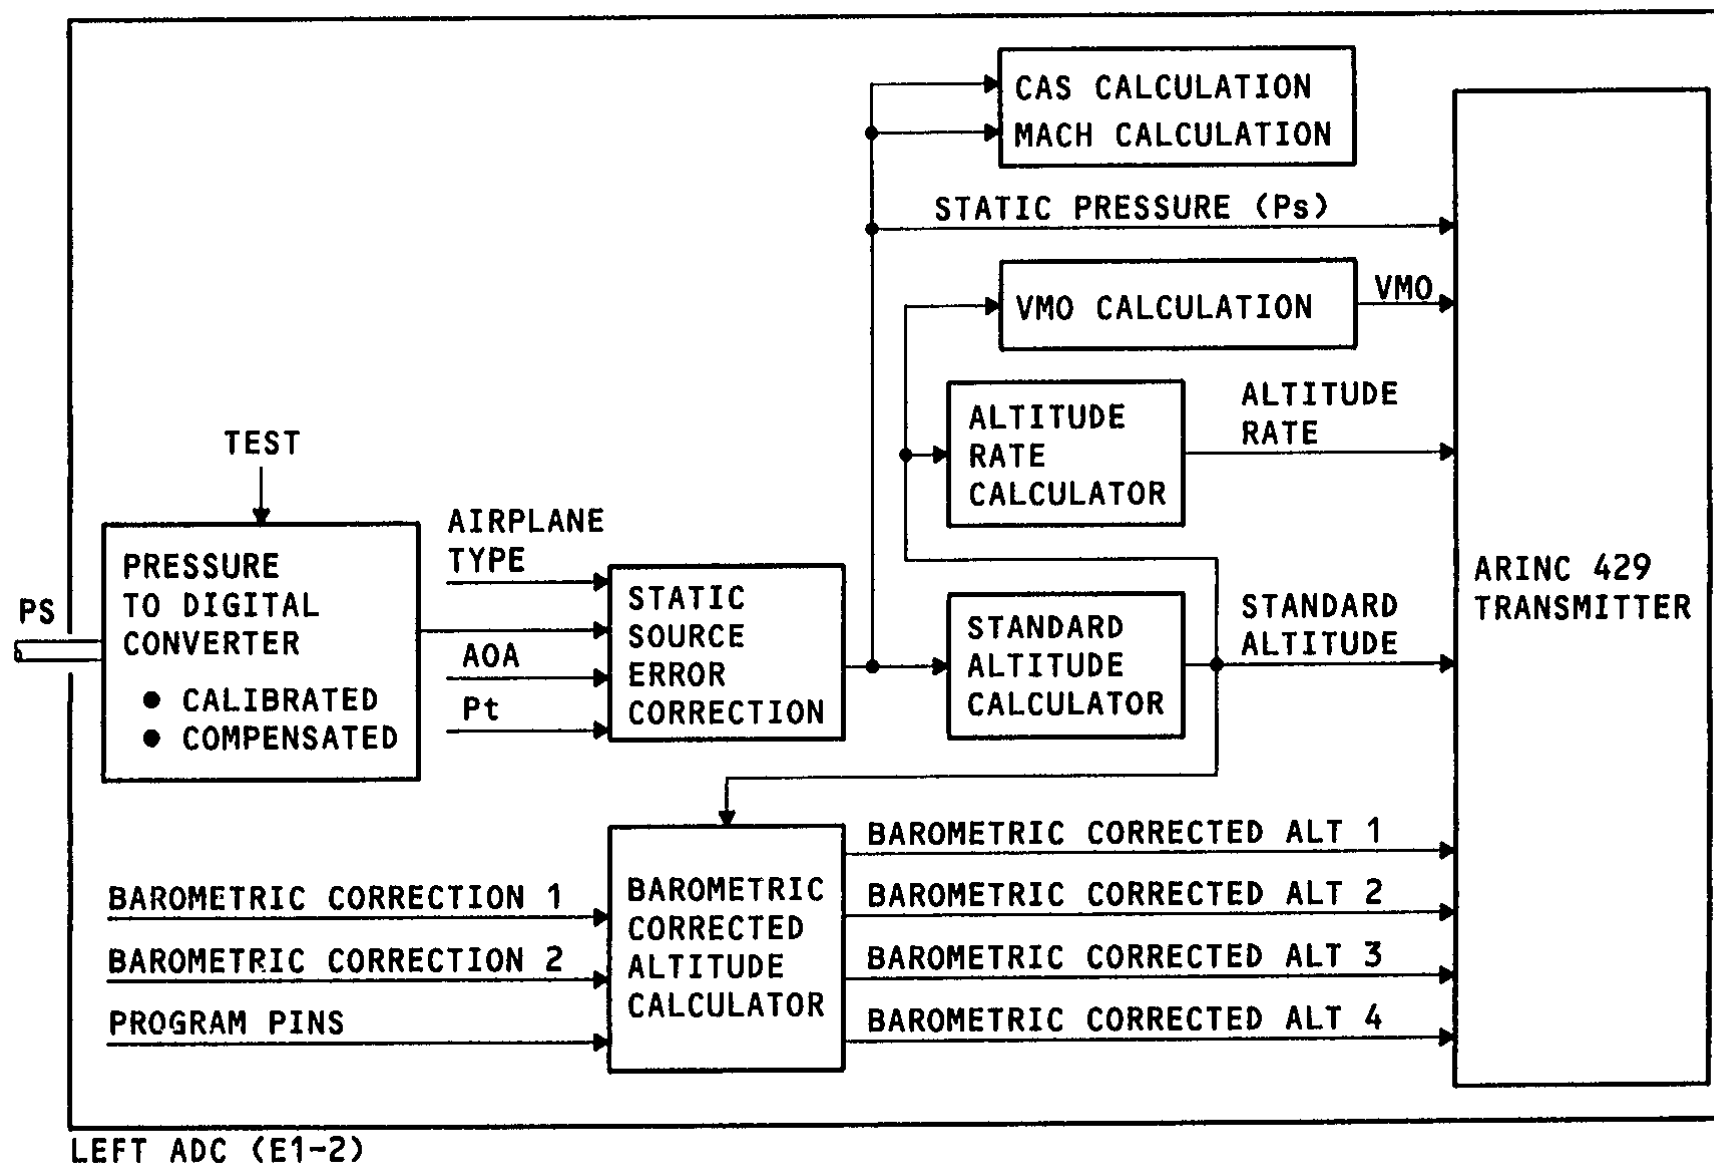 CAS CALCULATION
MACH CALCULATION
STATIC PRESSURE (Ps)
VMO CALCULATION
VMO
ALTITUDE
RATE
CALCULATOR
ALTITUDE
RATE
TEST
PS
PRESSURE
TO DIGITAL
CONVERTER
● CALIBRATED
● COMPENSATED
AIRPLANE
TYPE
AOA
Pt
STATIC
SOURCE
ERROR
CORRECTION
STANDARD
ALTITUDE
CALCULATOR
STANDARD
ALTITUDE
ARINC 429
TRANSMITTER
BAROMETRIC CORRECTION 1
BAROMETRIC CORRECTION 2
PROGRAM PINS
BAROMETRIC
CORRECTED
ALTITUDE
CALCULATOR
BAROMETRIC CORRECTED ALT 1
BAROMETRIC CORRECTED ALT 2
BAROMETRIC CORRECTED ALT 3
BAROMETRIC CORRECTED ALT 4
LEFT ADC (E1-2)